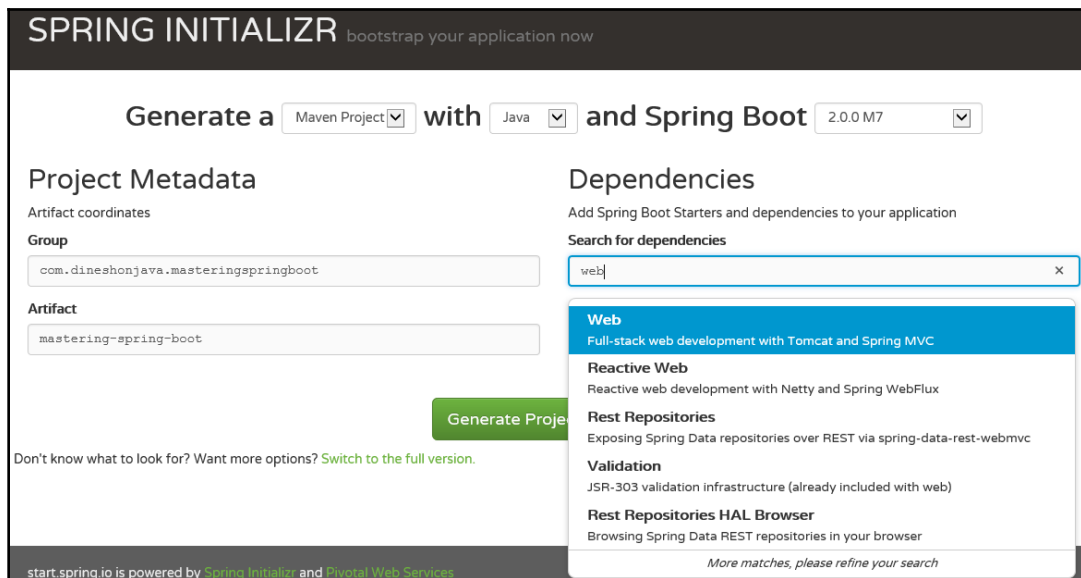 SPRING INITIALIZR bootstrap your application now
Generate a Maven Project with Java and Spring Boot 2.0.0 M7
Project Metadata
Artifact coordinates
Group
com.dineshonjava.masteringspringboot
Artifact
mastering-spring-boot
Dependencies
Add Spring Boot Starters and dependencies to your application
Search for dependencies
web
Web
Full-stack web development with Tomcat and Spring MVC
Reactive Web
Reactive web development with Netty and Spring WebFlux
Rest Repositories
Exposing Spring Data repositories over REST via spring-data-rest-webmvc
Validation
JSR-303 validation infrastructure (already included with web)
Rest Repositories HAL Browser
Browsing Spring Data REST repositories in your browser
More matches, please refine your search
Generate Projec
Don't know what to look for? Want more options? Switch to the full version.
start.spring.io is powered by Spring Initializr and Pivotal Web Services